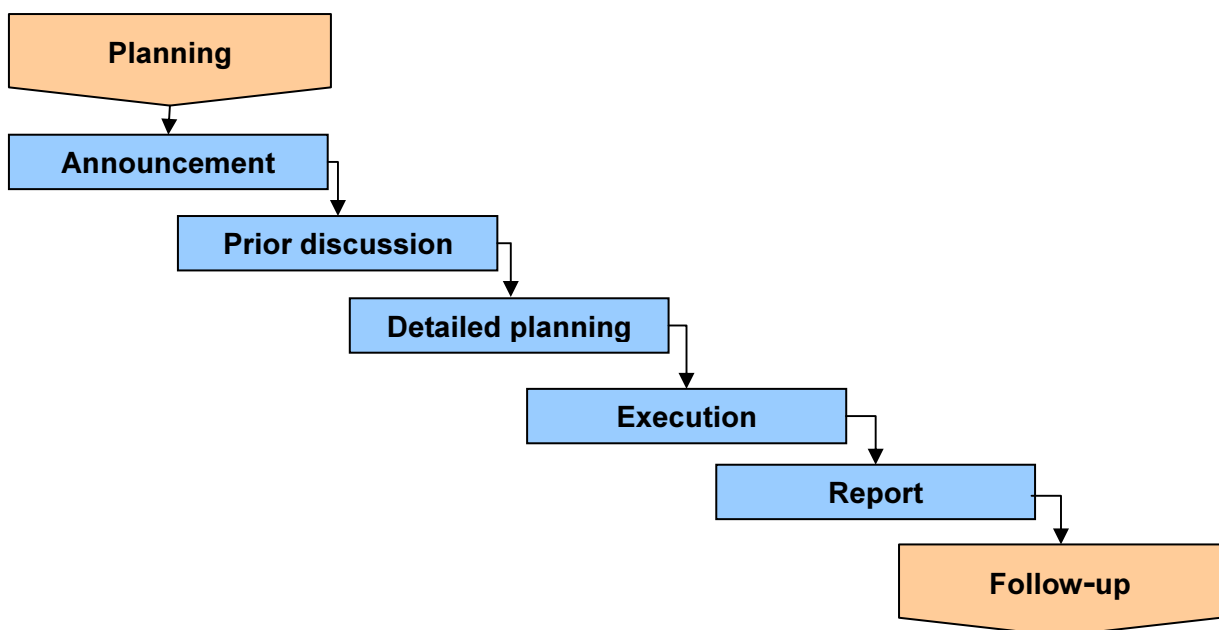 Planning
Announcement
Prior discussion
Detailed planning
Execution
Report
Follow-up